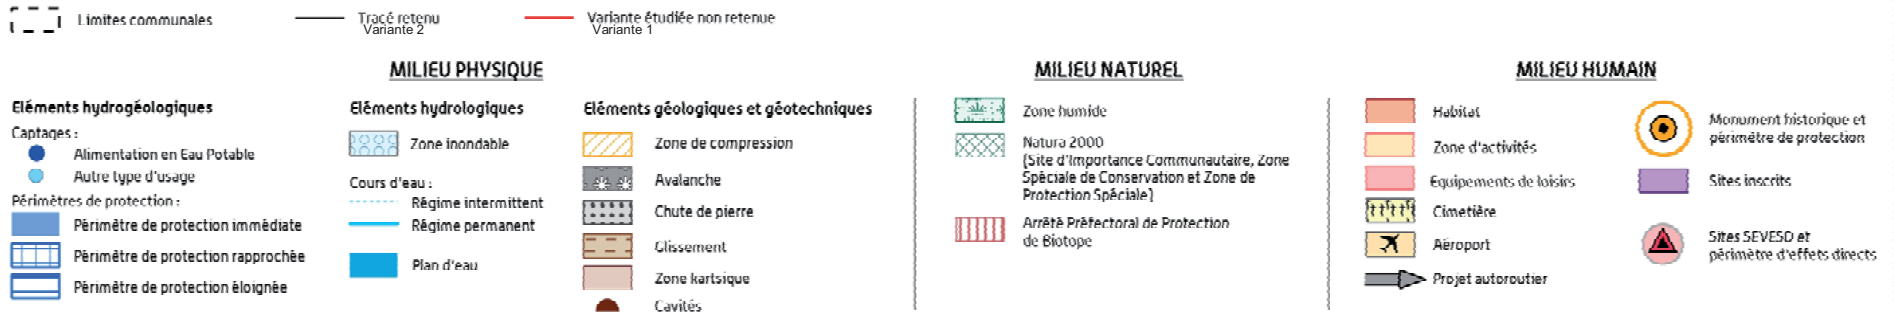 Limites communales
Tracé retenu
Variante 2
Variante étudiée non retenue
Variante 1
MILIEU PHYSIQUE
Eléments hydrogéologiques
Captages :
Alimentation en Eau Potable
Autre type d'usage
Périmètres de protection :
Périmètre de protection immédiate
Périmètre de protection rapprochée
Périmètre de protection éloignée
Eléments hydrologiques
Zone inondable
Cours d'eau :
Régime intermittent
Régime permanent
Plan d'eau
Eléments géologiques et géotechniques
Zone de compression
Avalanche
Chute de pierre
Glissement
Zone kartsique
Cavités
MILIEU NATUREL
Zone humide
Natura 2000
(Site d'Importance Communautaire, Zone
Spéciale de Conservation et Zone de
Protection Spéciale)
Arrêté Préfectoral de Protection
de Biotope
MILIEU HUMAIN
Habitat
Zone d'activités
Equipements de loisirs
Cimetière
Aéroport
Projet autoroutier
Monument historique et
périmètre de protection
Sites inscrits
Sites SEVESO et
périmètre d'effets directs